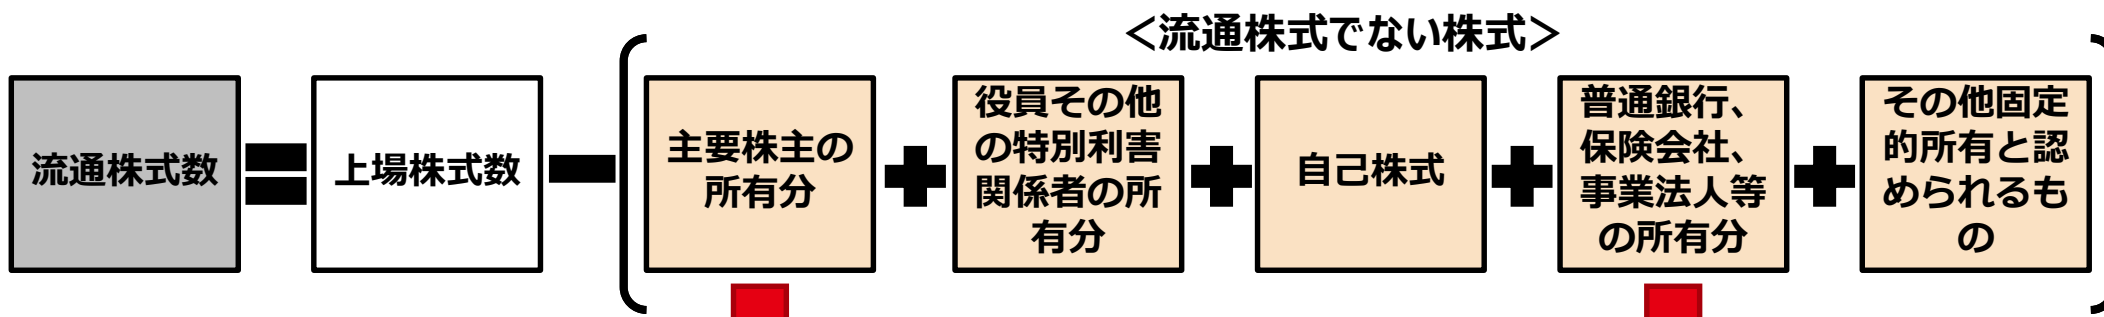 ＜流通株式でない株式＞
流通株式数
上場株式数
主要株主の
所有分
役員その他
の特別利害
関係者の所
有分
自己株式
普通銀行、
保険会社、
事業法人等
の所有分
その他固定
的所有と認
められるも
の